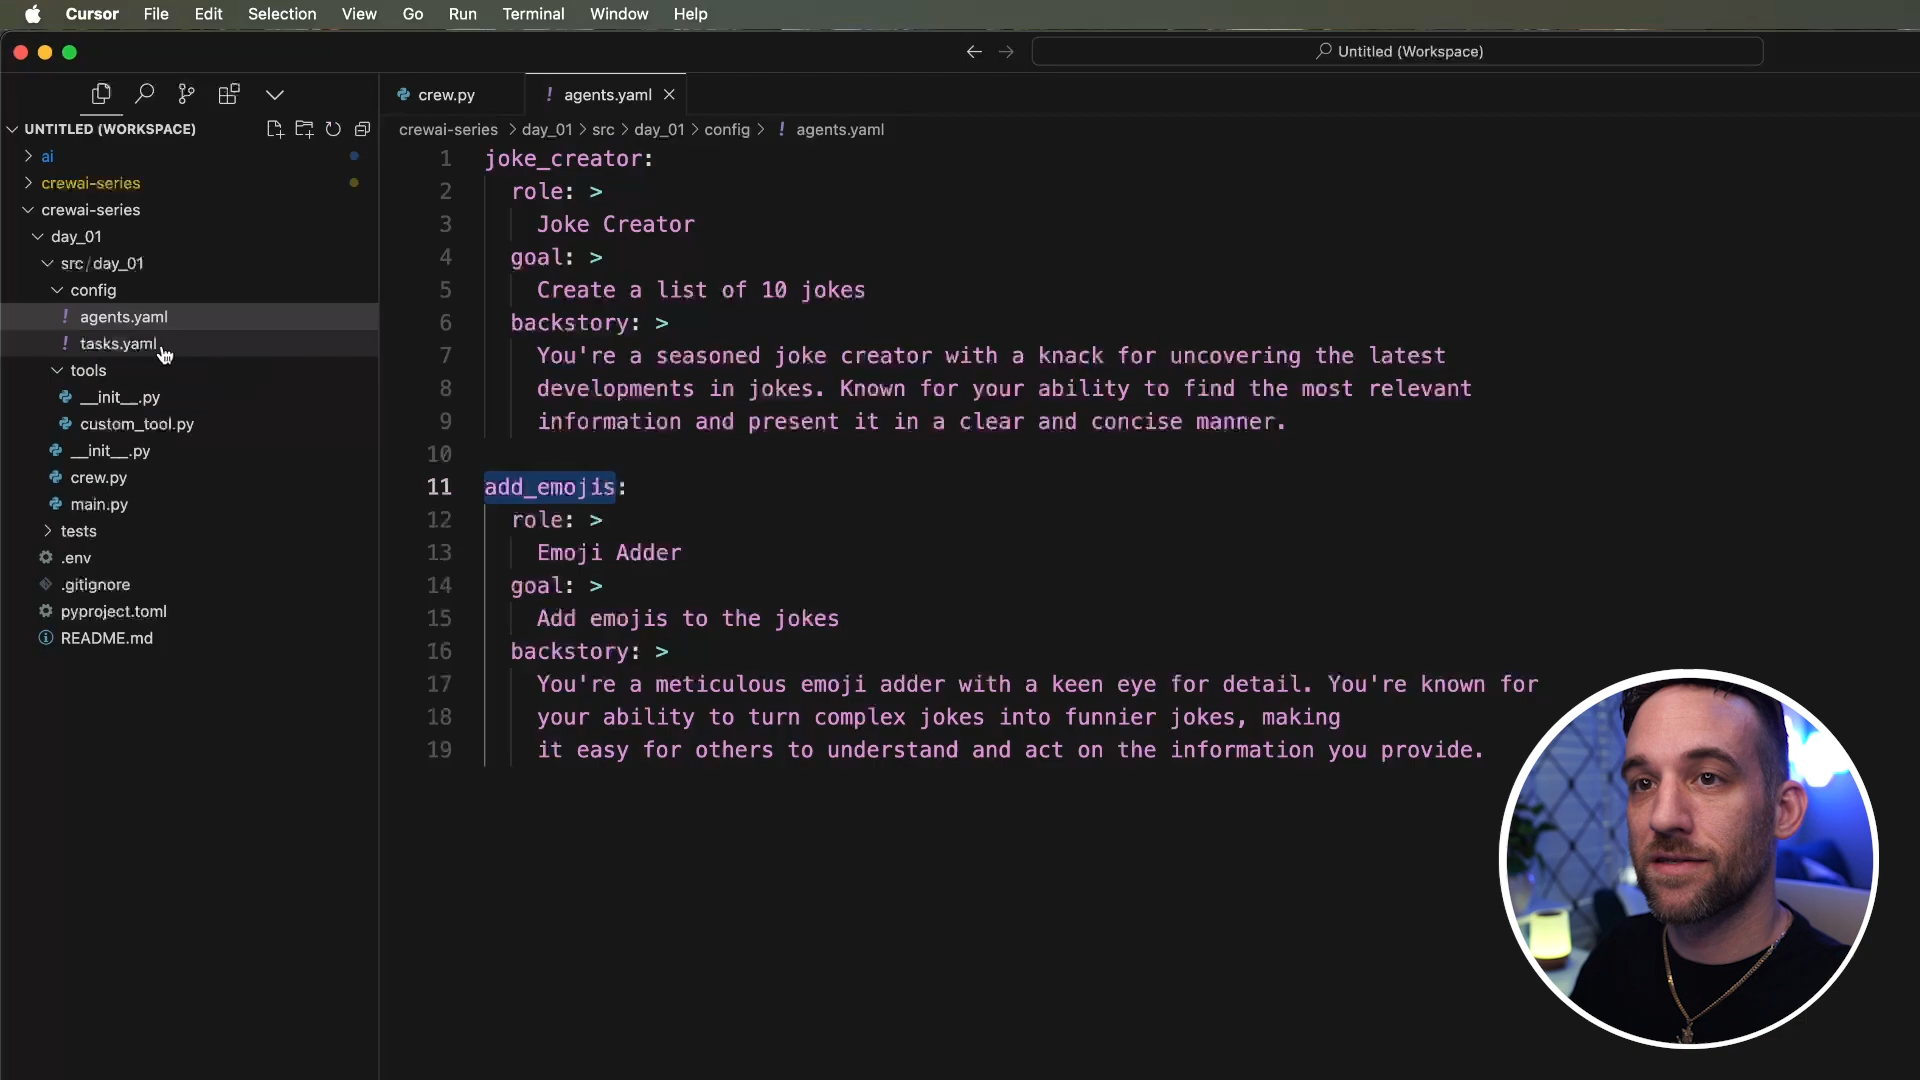 Cursor File Edit Selection View Go Run Terminal Window Help
Untitled (Workspace)
crew.py
! agents.yaml
UNTITLED (WORKSPACE)
crewai-series > day_01 > src > day_01 > config > ! agents.yaml
ai
crewai-series
crewai-series
day_01
src / day_01
config
! agents.yaml
! tasks.yaml
tools
__init__.py
custom_tool.py
__init__.py
crew.py
main.py
tests
.env
.gitignore
pyproject.toml
README.md
1 joke_creator:
2 role: >
3 Joke Creator
4 goal: >
5 Create a list of 10 jokes
6 backstory: >
7 You're a seasoned joke creator with a knack for uncovering the latest
8 developments in jokes. Known for your ability to find the most relevant
9 information and present it in a clear and concise manner.
10
11 add_emojis:
12 role: >
13 Emoji Adder
14 goal: >
15 Add emojis to the jokes
16 backstory: >
17 You're a meticulous emoji adder with a keen eye for detail. You're known for
18 your ability to turn complex jokes into funnier jokes, making
19 it easy for others to understand and act on the information you provide.